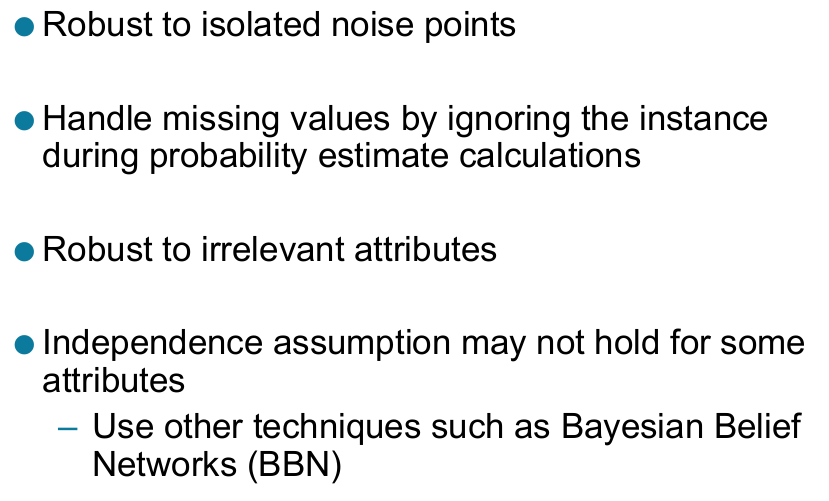 ● Robust to isolated noise points
● Handle missing values by ignoring the instance
during probability estimate calculations
● Robust to irrelevant attributes
● Independence assumption may not hold for some
attributes
– Use other techniques such as Bayesian Belief
Networks (BBN)